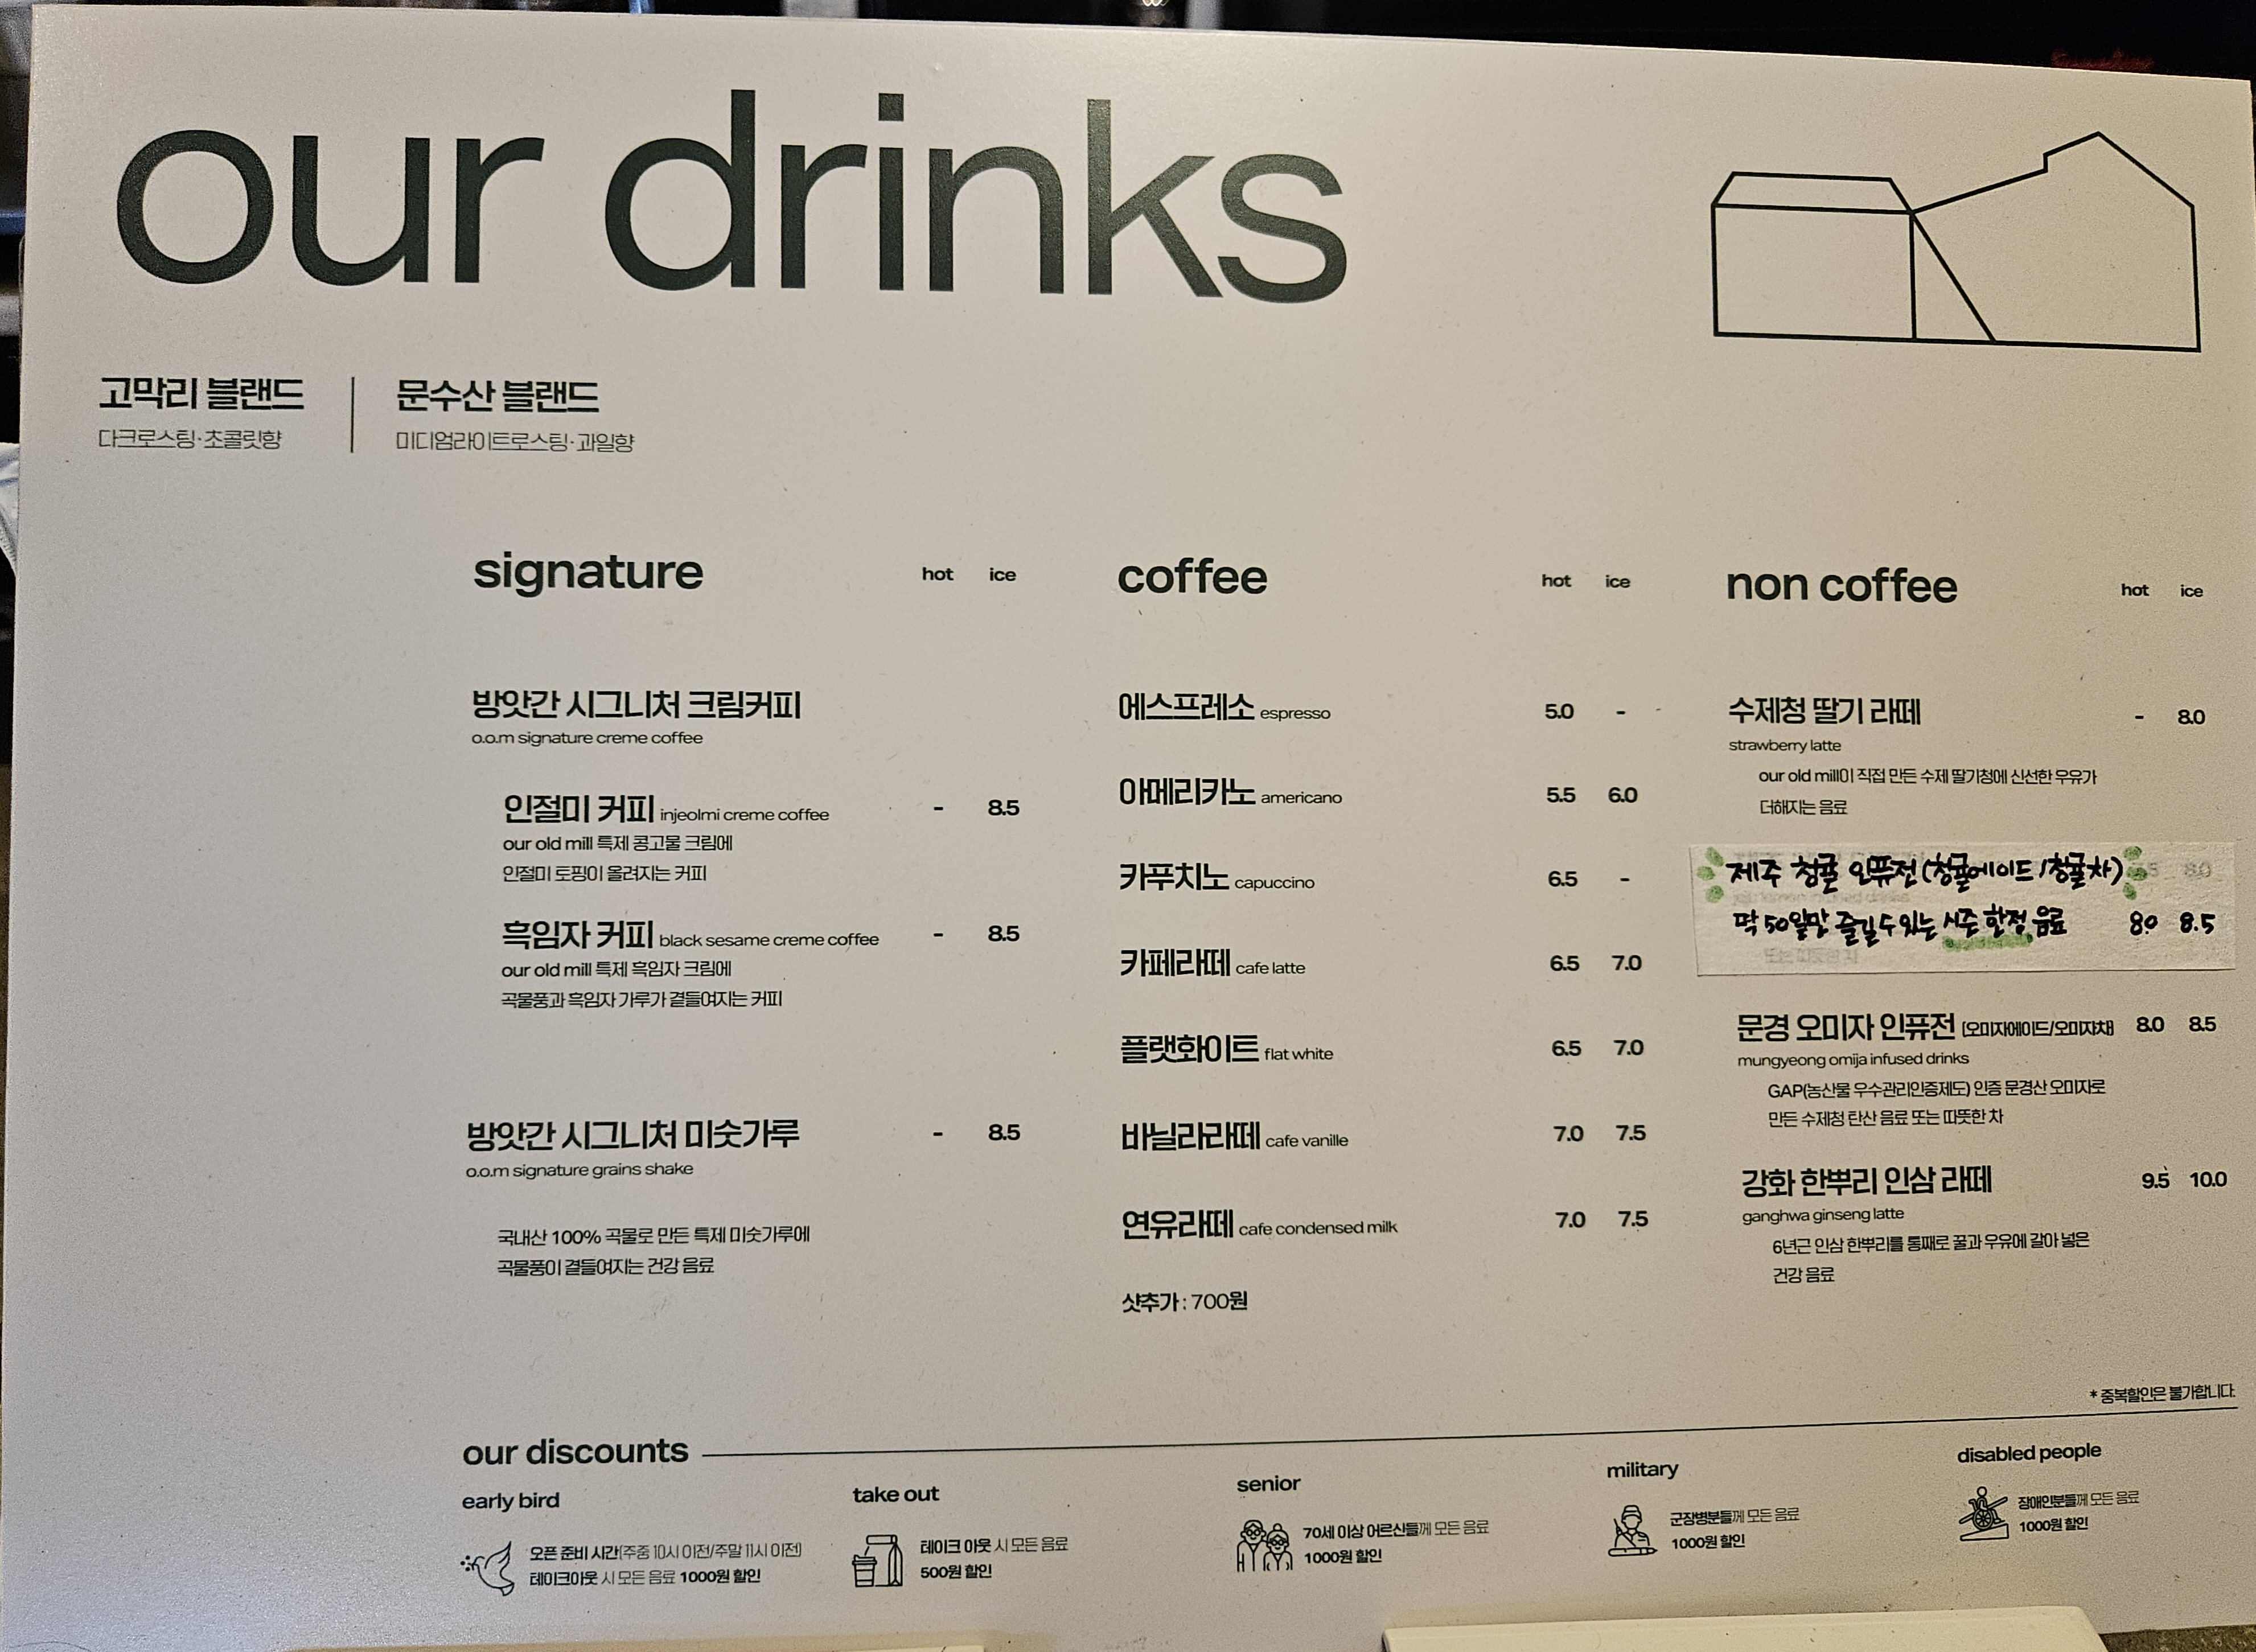 our drinks
고막리 블랜드
다크로스팅·초콜릿향
문수산 블랜드
미디엄라이트로스팅·과일향
signature hot ice
방앗간 시그니처 크림커피
o.o.m signature creme coffee
인절미 커피 injeolmi creme coffee - 8.5
our old mill 특제 콩고물 크림에
인절미 토핑이 올려지는 커피
흑임자 커피 black sesame creme coffee - 8.5
our old mill 특제 흑임자 크림에
곡물퐁과 흑임자 가루가 곁들여지는 커피
방앗간 시그니처 미숫가루 - 8.5
o.o.m signature grains shake
국내산 100% 곡물로 만든 특제 미숫가루에
곡물퐁이 곁들여지는 건강 음료
coffee hot ice
에스프레소 espresso 5.0 -
아메리카노 americano 5.5 6.0
카푸치노 capuccino 6.5 -
카페라떼 cafe latte 6.5 7.0
플랫화이트 flat white 6.5 7.0
바닐라라떼 cafe vanille 7.0 7.5
연유라떼 cafe condensed milk 7.0 7.5
샷추가 : 700원
non coffee hot ice
수제청 딸기 라떼 - 8.0
strawberry latte
our old mill이 직접 만든 수제 딸기청에 신선한 우유가
더해지는 음료
제주 청귤 인퓨전 (청귤에이드/청귤차)
딱 50일만 즐길 수 있는 시즌 한정 음료 8.0 8.5
문경 오미자 인퓨전 (오미자에이드/오미자차) 8.0 8.5
mungyeong omija infused drinks
GAP(농산물 우수관리인증제도) 인증 문경산 오미자로
만든 수제청 탄산 음료 또는 따뜻한 차
강화 한뿌리 인삼 라떼 9.5 10.0
ganghwa ginseng latte
6년근 인삼 한뿌리를 통째로 꿀과 우유에 갈아 넣은
건강 음료
* 중복할인은 불가합니다.
our discounts
early bird
오픈 준비 시간(주중 10시 이전/주말 11시 이전)
테이크아웃 시 모든 음료 1000원 할인
take out
테이크 아웃 시 모든 음료
500원 할인
senior
70세 이상 어르신들께 모든 음료
1000원 할인
military
군장병분들께 모든 음료
1000원 할인
disabled people
장애인분들께 모든 음료
1000원 할인